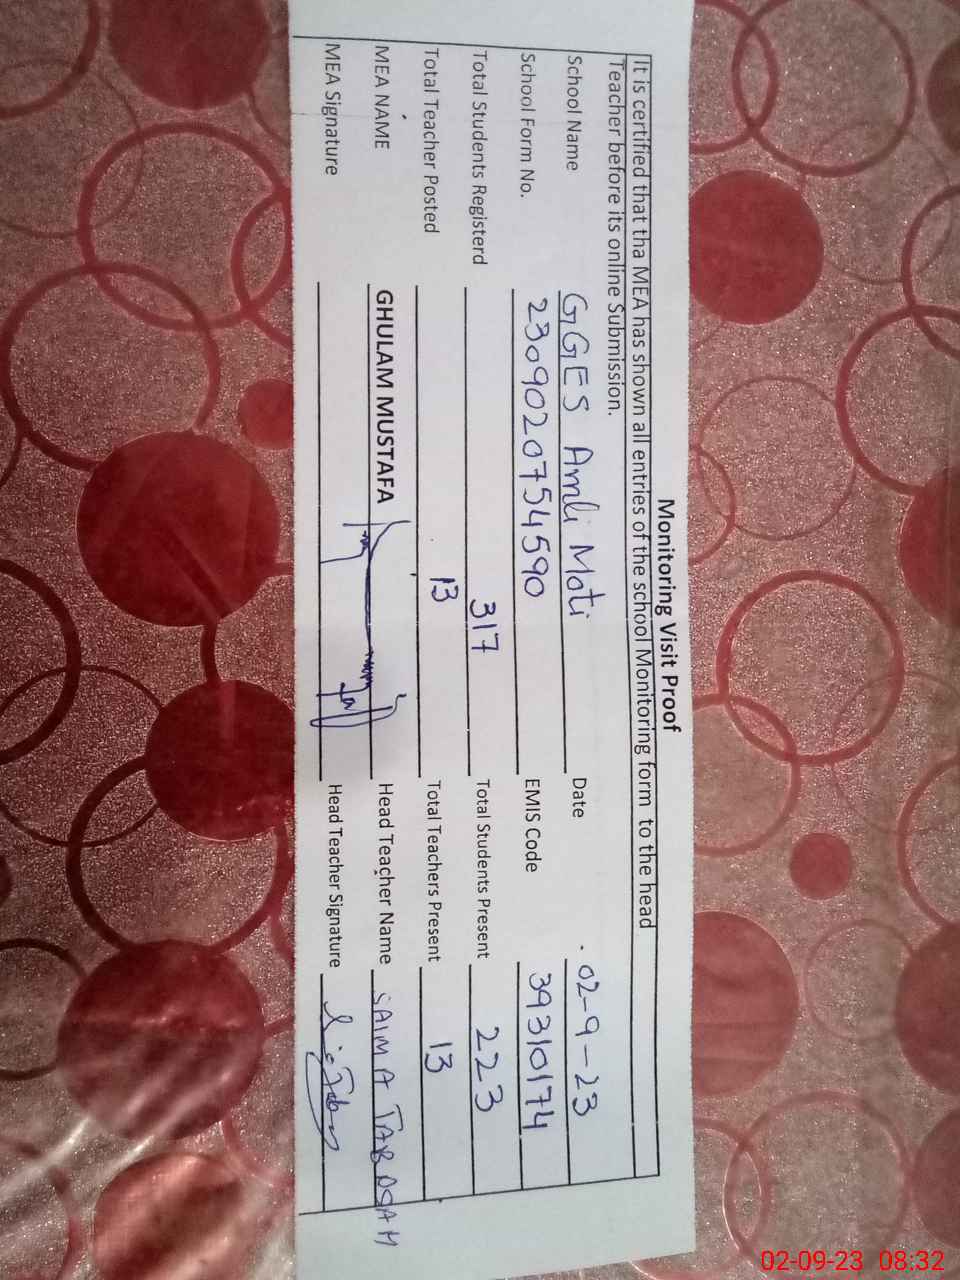 Monitoring Visit Proof
It is certified that tha MEA has shown all entries of the school Monitoring form to the head
Teacher before its online Submission.
School Name GGES Amli Moti Date 02-9-23
School Form No. 2309020754590 EMIS Code 39310174
Total Students Registerd 317 Total Students Present 223
Total Teacher Posted 13 Total Teachers Present 13
MEA NAME GHULAM MUSTAFA Head Teacher Name SAIMA TABASAM
MEA Signature Head Teacher Signature
02-09-23 08:32